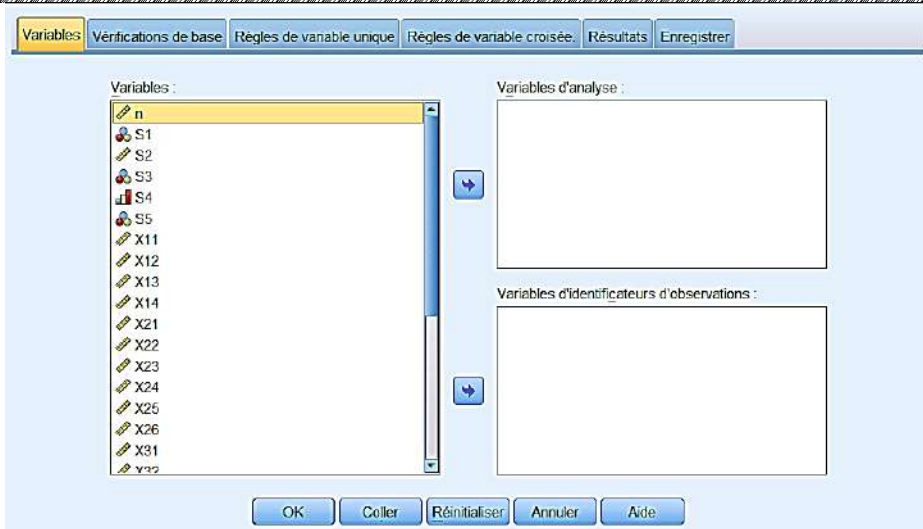 Variables Vérifications de base Règles de variable unique Règles de variable croisée. Résultats Enregistrer
Variables :
n
S1
S2
S3
S4
S5
X11
X12
X13
X14
X21
X22
X23
X24
X25
X26
X31
X32
Variables d'analyse :
Variables d'identificateurs d'observations :
OK Coller Réinitialiser Annuler Aide